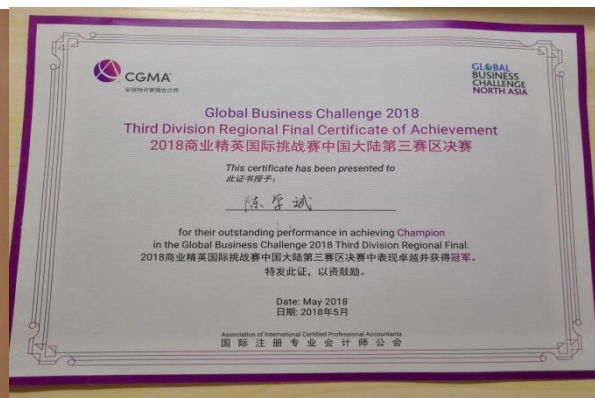 CGMA
全球特许管理会计师
GLOBAL
BUSINESS
CHALLENGE
NORTH ASIA
Global Business Challenge 2018
Third Division Regional Final Certificate of Achievement
2018商业精英国际挑战赛中国大陆第三赛区决赛
This certificate has been presented to
此证书授予：
陈学斌
for their outstanding performance in achieving Champion
in the Global Business Challenge 2018 Third Division Regional Final.
2018商业精英国际挑战赛中国大陆第三赛区决赛中表现卓越并获得冠军。
特发此证，以资鼓励。
Date: May 2018
日期: 2018年5月
Association of International Certified Professional Accountants
国际注册专业会计师公会